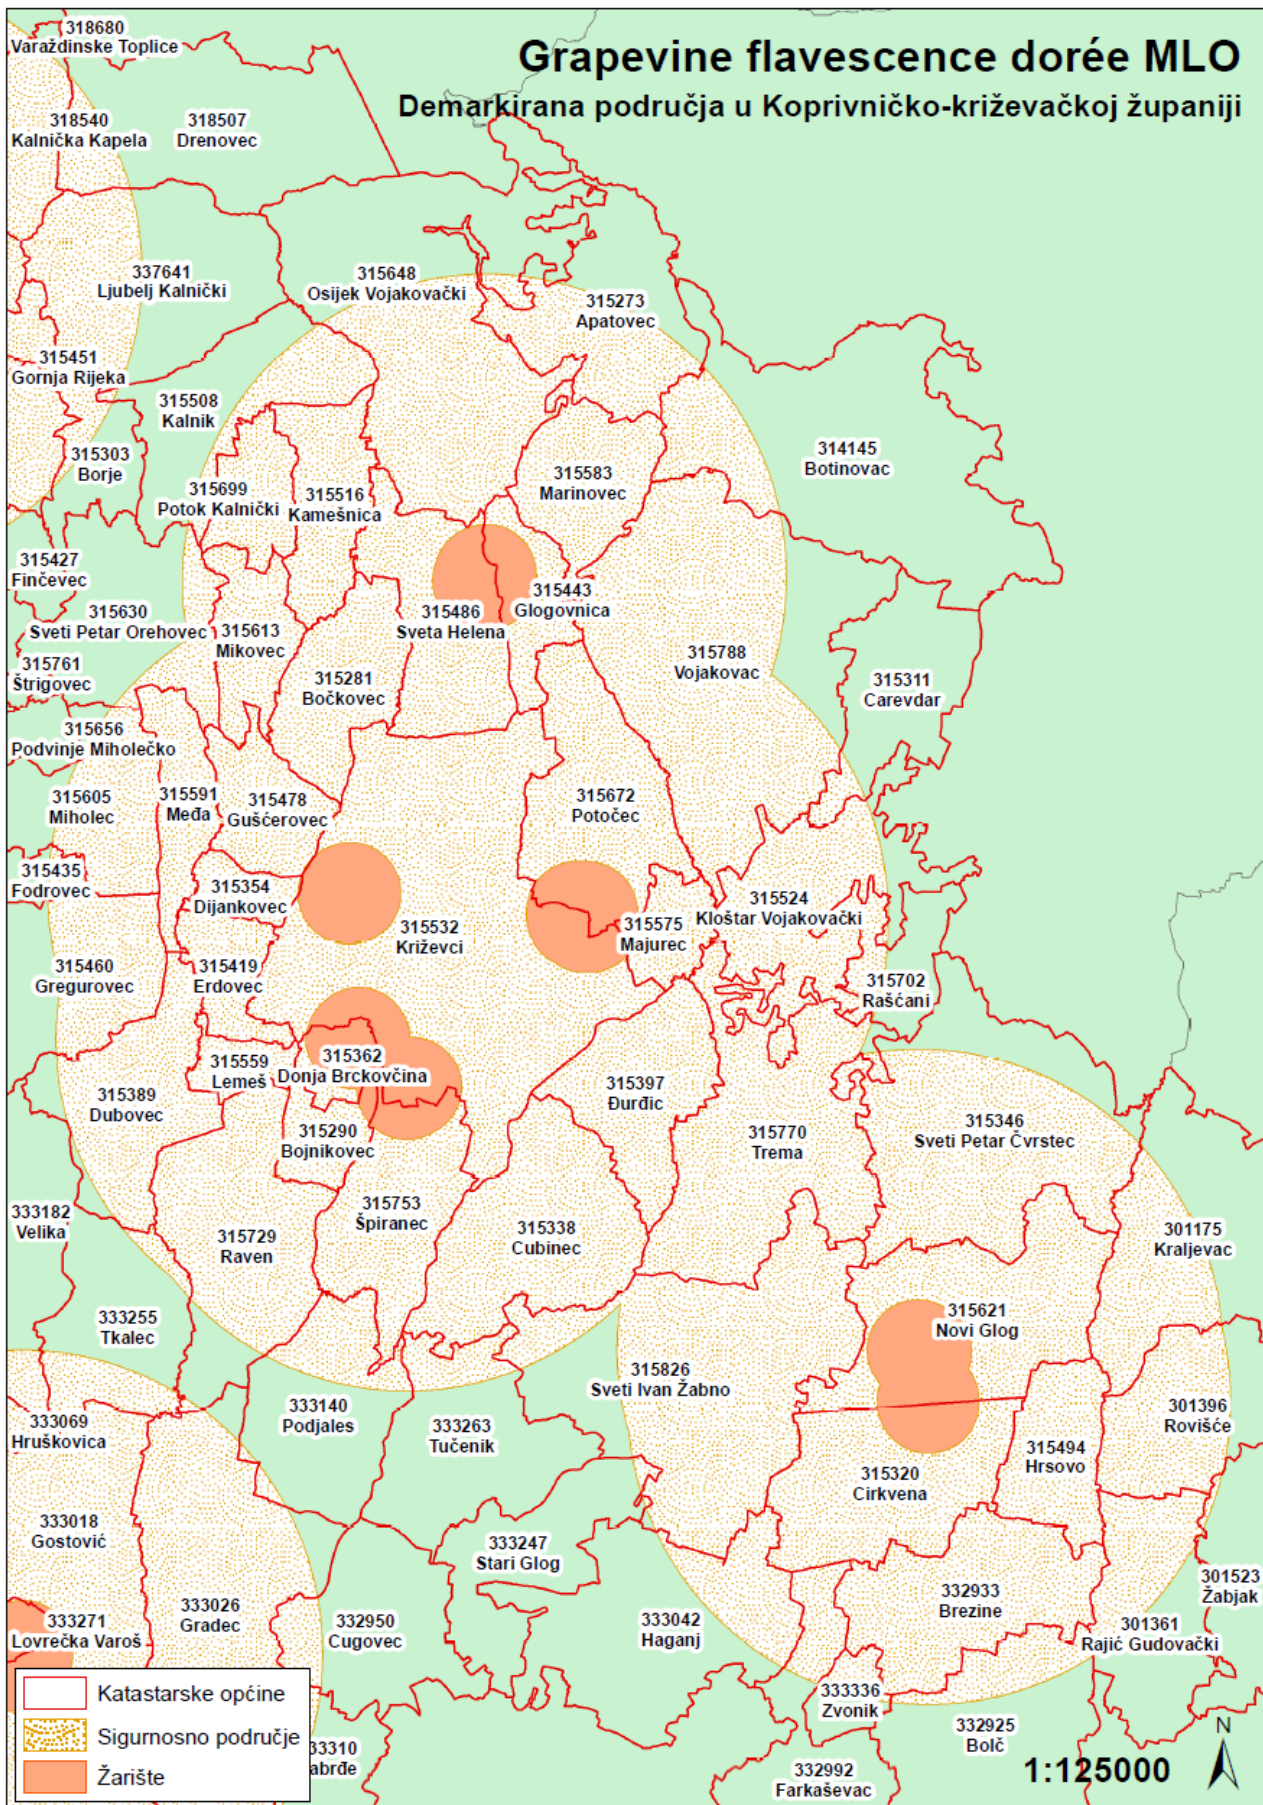 Grapevine flavescence dorée MLO
Demarkirana područja u Koprivničko-križevačkoj županiji
318680
Varaždinske Toplice
318540
Kalnička Kapela
318507
Drenovec
337641
Ljubelj Kalnički
315648
Osijek Vojakovački
315273
Apatovec
315451
Gornja Rijeka
315508
Kalnik
315303
Borje
314145
Botinovac
315699
Potok Kalnički
315516
Kamešnica
315583
Marinovec
315427
Finčevec
315630
Sveti Petar Orehovec
315613
Mikovec
315486
Sveta Helena
315443
Glogovnica
315761
Štrigovec
315281
Bočkovec
315788
Vojakovac
315311
Carevdar
315656
Podvinje Miholečko
315605
Miholec
315591
Međa
315478
Gušćerovec
315672
Potočec
315435
Fodrovec
315354
Dijankovec
315532
Križevci
315575
Majurec
315524
Kloštar Vojakovački
315460
Gregurovec
315419
Erdovec
315702
Rašćani
315559
Lemeš
315362
Donja Brckovčina
315389
Dubovec
315397
Đurđic
315290
Bojnikovec
315770
Trema
315346
Sveti Petar Čvrstec
333182
Velika
315729
Raven
315753
Špiranec
315338
Cubinec
301175
Kraljevac
333255
Tkalec
315621
Novi Glog
315826
Sveti Ivan Žabno
333069
Hruškovica
333140
Podjales
333263
Tučenik
301396
Rovišće
315494
Hrsovo
315320
Cirkvena
333018
Gostović
333247
Stari Glog
301523
Žabjak
333271
Lovrečka Varoš
333026
Gradec
332950
Cugovec
333042
Haganj
332933
Brezine
301361
Rajić Gudovački
333336
Zvonik
332925
Bolč
33310
abrđe
332992
Farkaševac
Katastarske općine
Sigurnosno područje
Žarište
1:125000
N